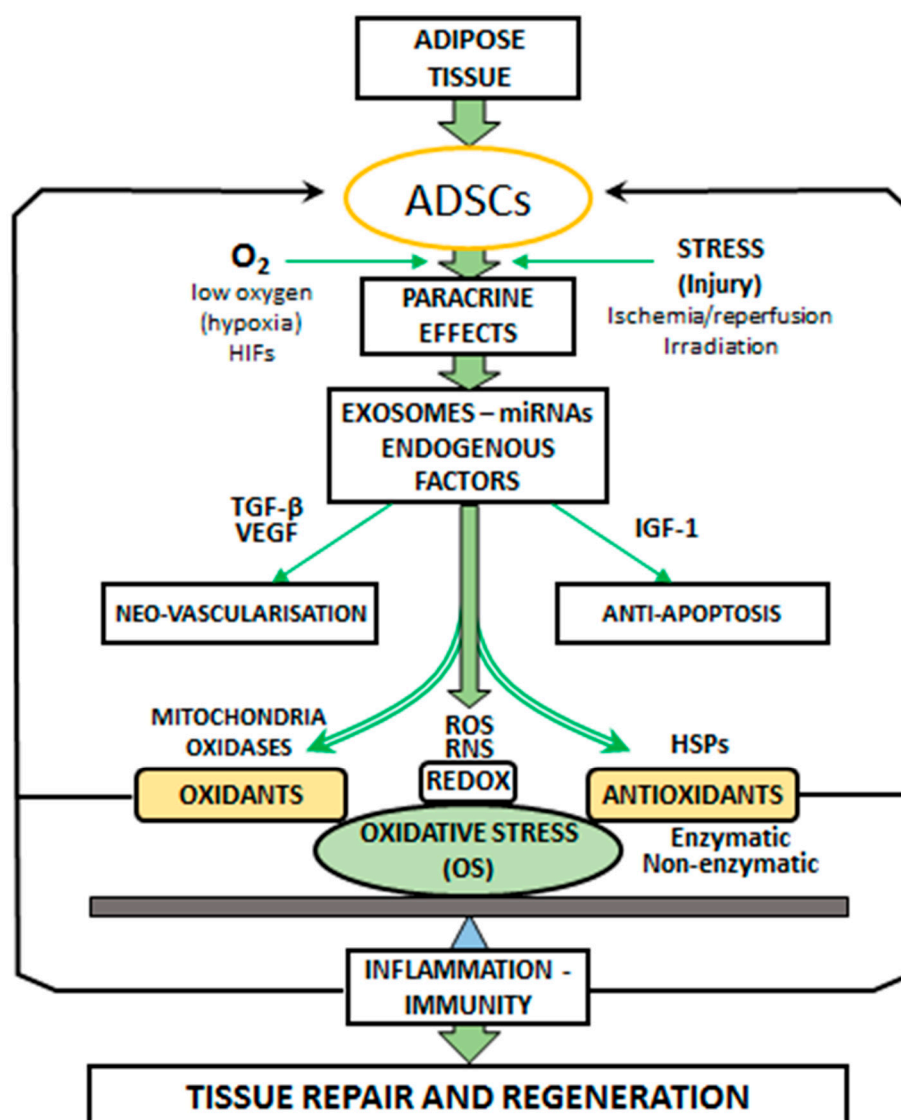 ADIPOSE
TISSUE
ADSCs
O₂
low oxygen
(hypoxia)
HIFs
STRESS
(Injury)
Ischemia/reperfusion
Irradiation
PARACRINE
EFFECTS
EXOSOMES – miRNAs
ENDOGENOUS
FACTORS
TGF-β
VEGF
IGF-1
NEO-VASCULARISATION
ANTI-APOPTOSIS
MITOCHONDRIA
OXIDASES
ROS
RNS
HSPs
OXIDANTS
REDOX
ANTIOXIDANTS
Enzymatic
Non-enzymatic
OXIDATIVE STRESS
(OS)
INFLAMMATION -
IMMUNITY
TISSUE REPAIR AND REGENERATION